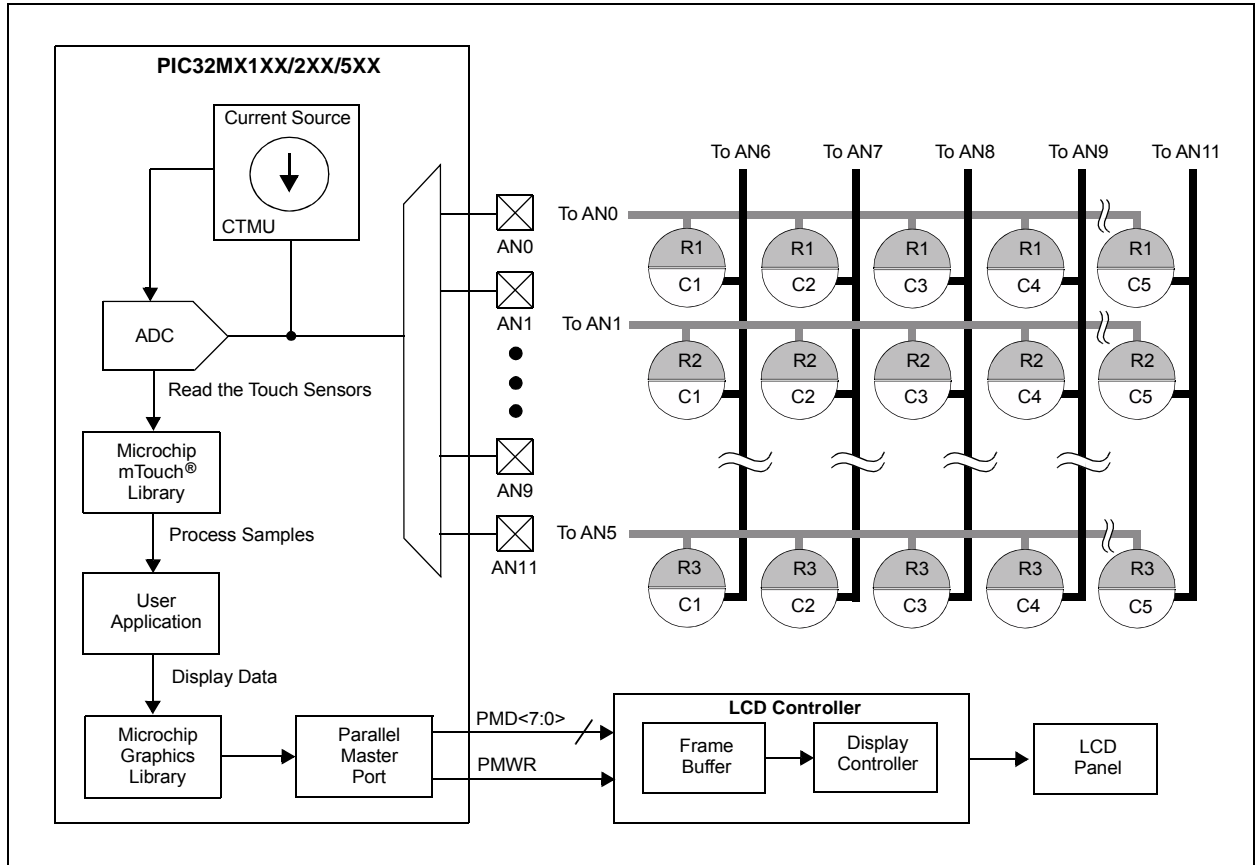 PIC32MX1XX/2XX/5XX
Current Source
CTMU
ADC
Read the Touch Sensors
Microchip
mTouch®
Library
Process Samples
User
Application
Display Data
Microchip
Graphics
Library
Parallel
Master
Port
AN0
AN1
AN9
AN11
To AN6 To AN7 To AN8 To AN9 To AN11
To AN0
R1 R1 R1 R1 R1
C1 C2 C3 C4 C5
To AN1
R2 R2 R2 R2 R2
C1 C2 C3 C4 C5
To AN5
R3 R3 R3 R3 R3
C1 C2 C3 C4 C5
PMD<7:0>
PMWR
LCD Controller
Frame
Buffer
Display
Controller
LCD
Panel